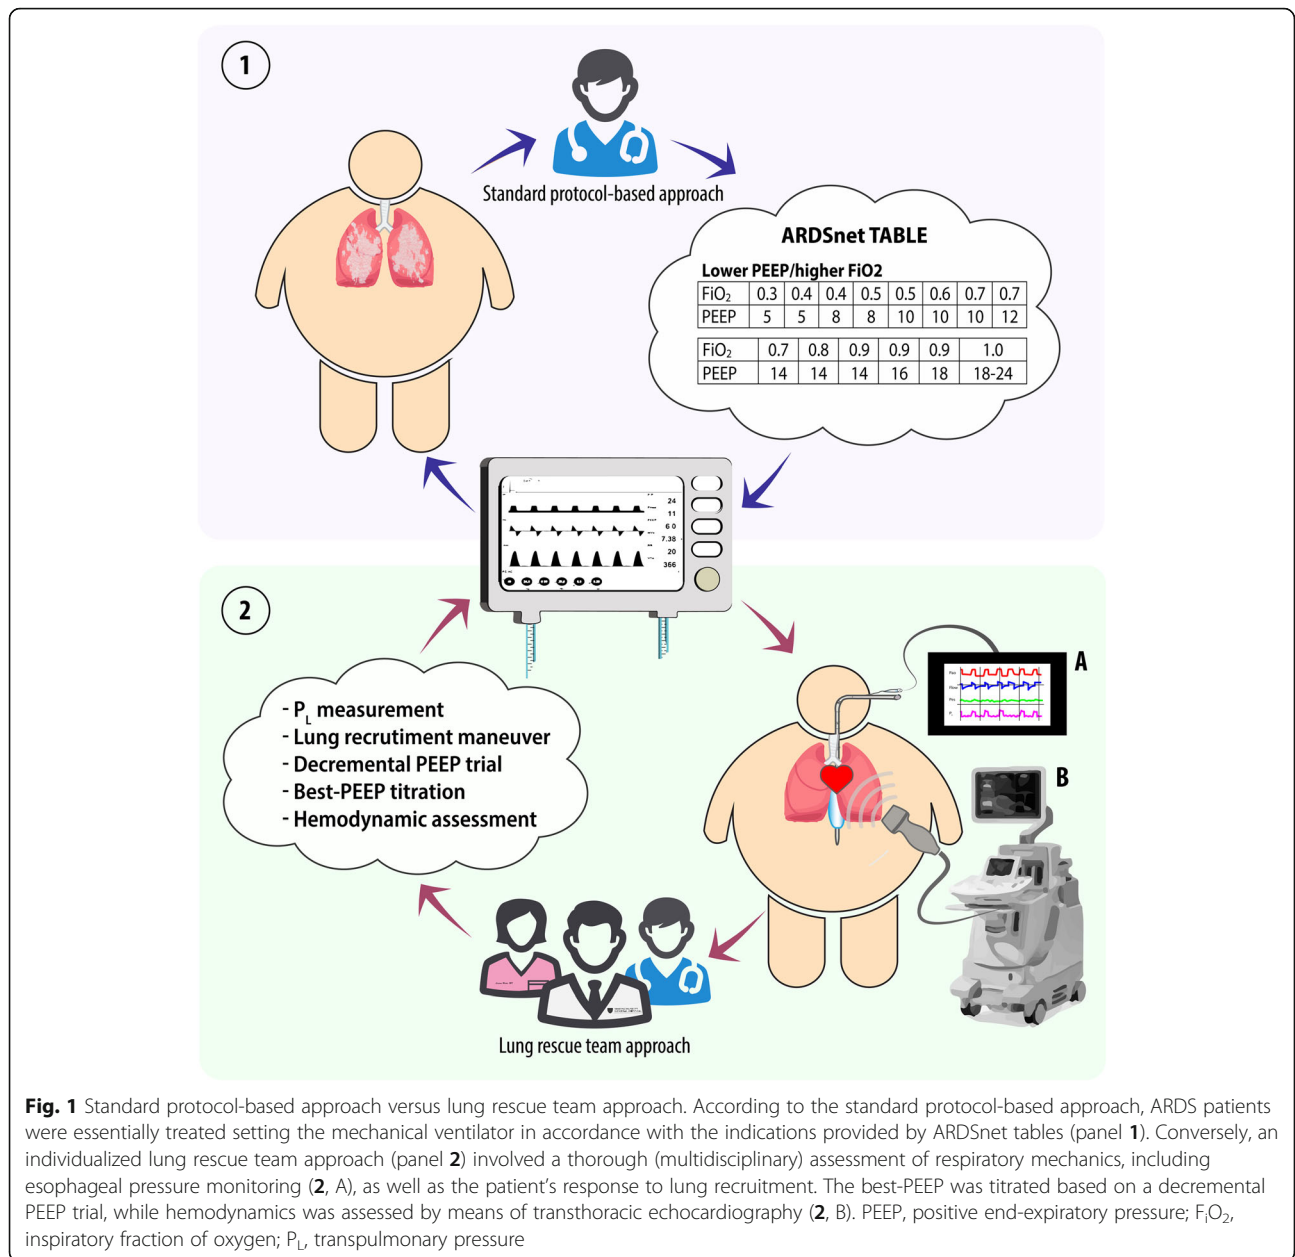 1
Standard protocol-based approach
ARDSnet TABLE
Lower PEEP/higher FiO2
FiO₂ 0.3 0.4 0.4 0.5 0.5 0.6 0.7 0.7
PEEP 5 5 8 8 10 10 10 12
FiO₂ 0.7 0.8 0.9 0.9 0.9 1.0
PEEP 14 14 14 16 18 18-24
24
11
6 0
7.38
20
366
2
- P_L measurement
- Lung recrutiment maneuver
- Decremental PEEP trial
- Best-PEEP titration
- Hemodynamic assessment
A
B
Lung rescue team approach
Fig. 1 Standard protocol-based approach versus lung rescue team approach. According to the standard protocol-based approach, ARDS patients
were essentially treated setting the mechanical ventilator in accordance with the indications provided by ARDSnet tables (panel 1). Conversely, an
individualized lung rescue team approach (panel 2) involved a thorough (multidisciplinary) assessment of respiratory mechanics, including
esophageal pressure monitoring (2, A), as well as the patient's response to lung recruitment. The best-PEEP was titrated based on a decremental
PEEP trial, while hemodynamics was assessed by means of transthoracic echocardiography (2, B). PEEP, positive end-expiratory pressure; FᵢO₂,
inspiratory fraction of oxygen; P_L, transpulmonary pressure